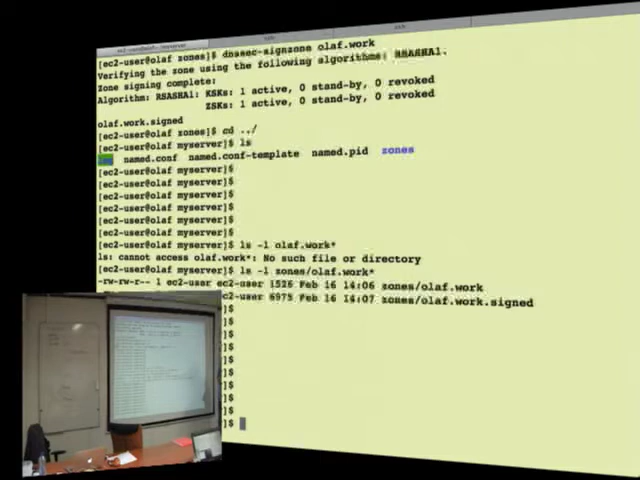 [ec2-user@olaf zones]$ dnssec-signzone olaf.work
Verifying the zone using the following algorithms: RSASHA1.
Zone signing complete:
Algorithm: RSASHA1: KSKs: 1 active, 0 stand-by, 0 revoked
ZSKs: 1 active, 0 stand-by, 0 revoked
olaf.work.signed
[ec2-user@olaf zones]$ cd ../
[ec2-user@olaf myserver]$ ls
named.conf named.conf-template named.pid zones
[ec2-user@olaf myserver]$
[ec2-user@olaf myserver]$
[ec2-user@olaf myserver]$
[ec2-user@olaf myserver]$
[ec2-user@olaf myserver]$
[ec2-user@olaf myserver]$
[ec2-user@olaf myserver]$ ls -l olaf.work*
ls: cannot access olaf.work*: No such file or directory
[ec2-user@olaf myserver]$ ls -l zones/olaf.work*
-rw-rw-r-- 1 ec2-user ec2-user 1526 Feb 16 14:06 zones/olaf.work
ec2-user 6975 Feb 16 14:07 zones/olaf.work.signed
]$
]$
]$
]$
]$
]$
]$
]$
]$
]$